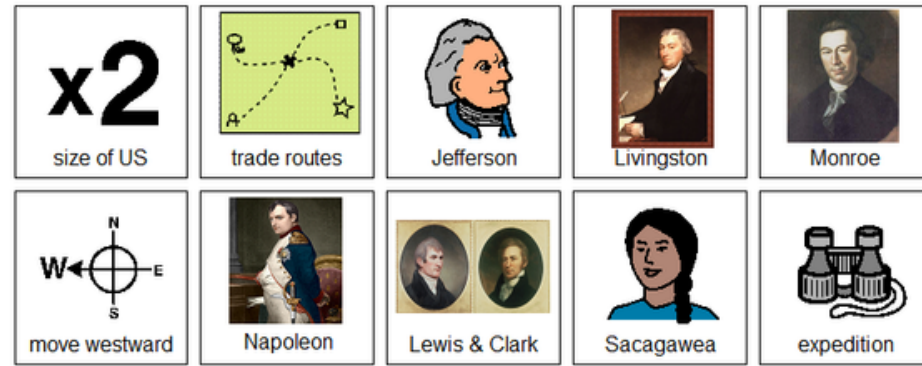 x2
size of US
trade routes
Jefferson
Livingston
Monroe
N
W
E
S
move westward
Napoleon
Lewis & Clark
Sacagawea
expedition